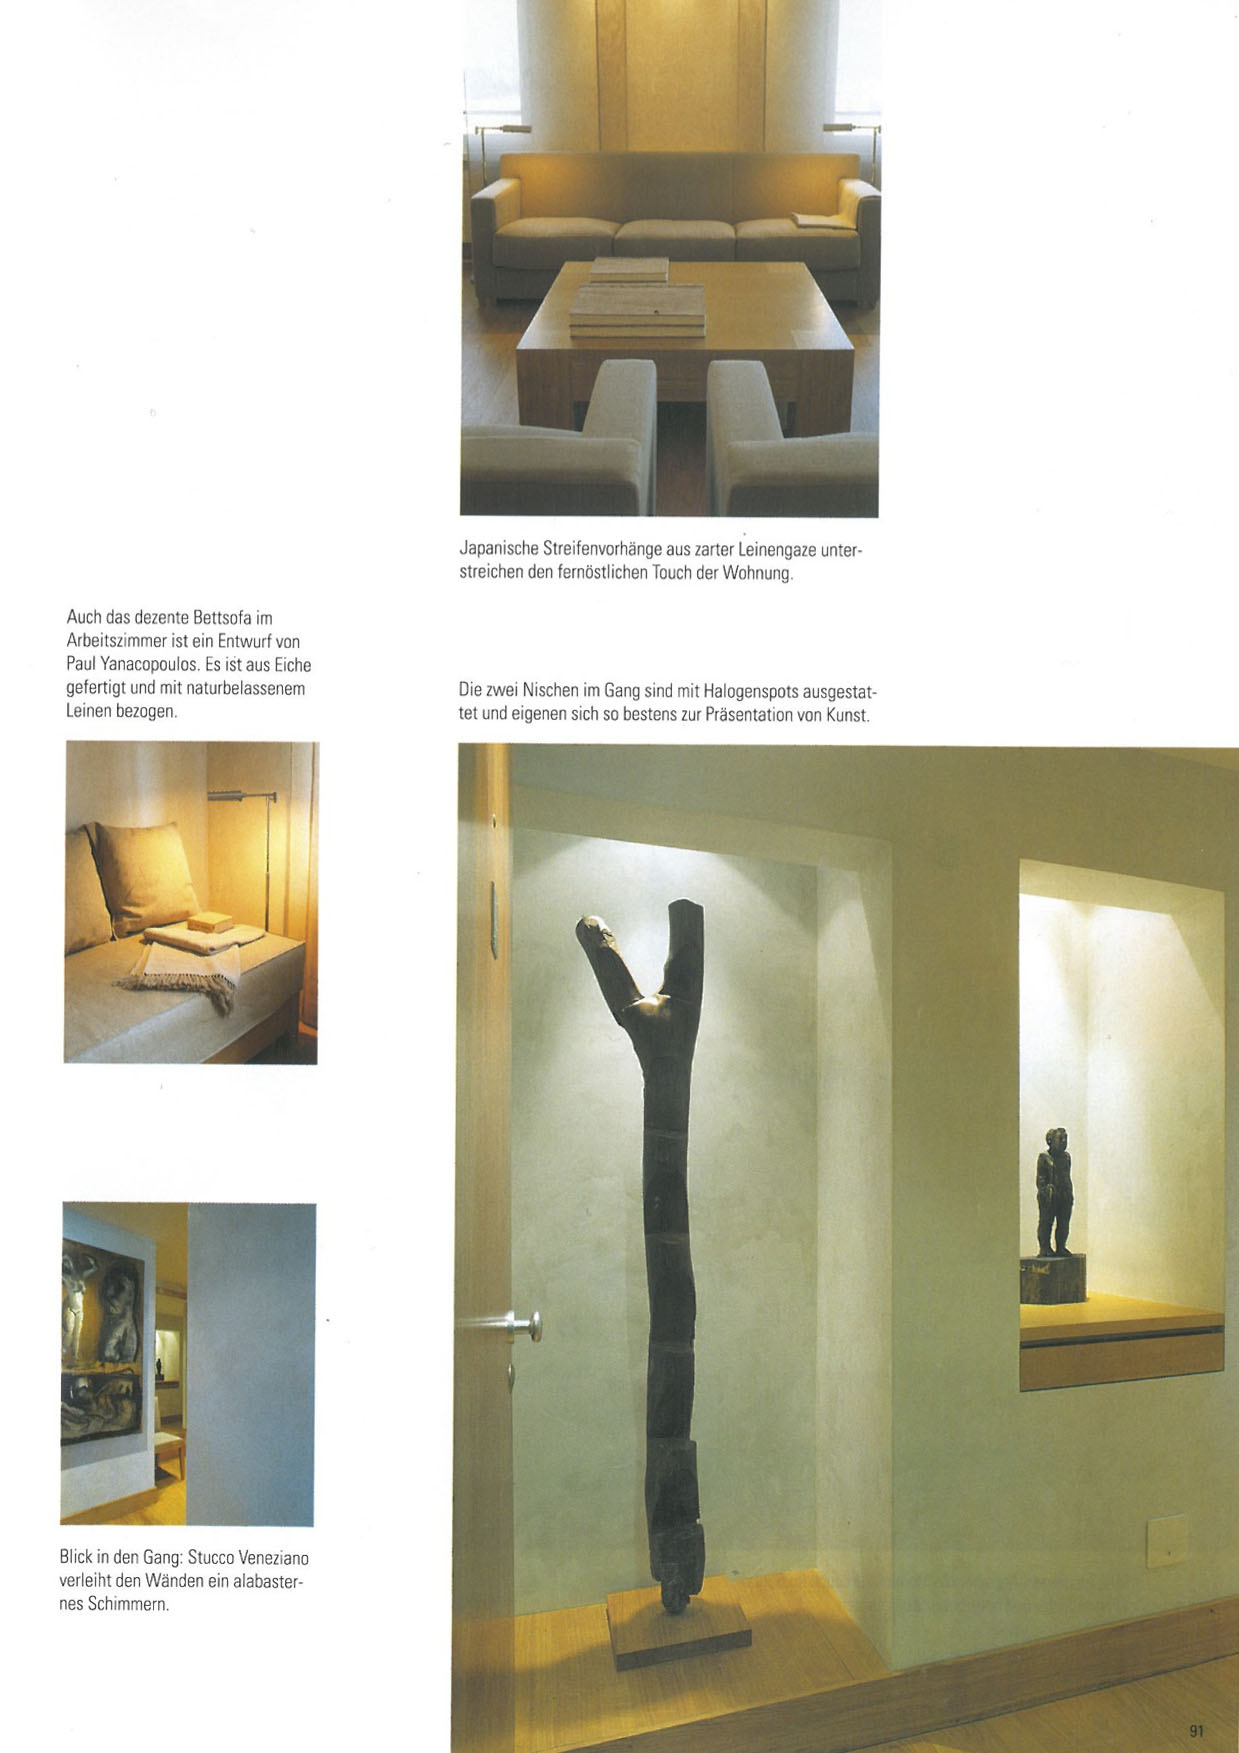 Japanische Streifenvorhänge aus zarter Leinengaze unter-
streichen den fernöstlichen Touch der Wohnung.
Auch das dezente Bettsofa im
Arbeitszimmer ist ein Entwurf von
Paul Yanacopoulos. Es ist aus Eiche
gefertigt und mit naturbelassenem
Leinen bezogen.
Die zwei Nischen im Gang sind mit Halogenspots ausgestat-
tet und eigenen sich so bestens zur Präsentation von Kunst.
Blick in den Gang: Stucco Veneziano
verleiht den Wänden ein alabaster-
nes Schimmern.
91